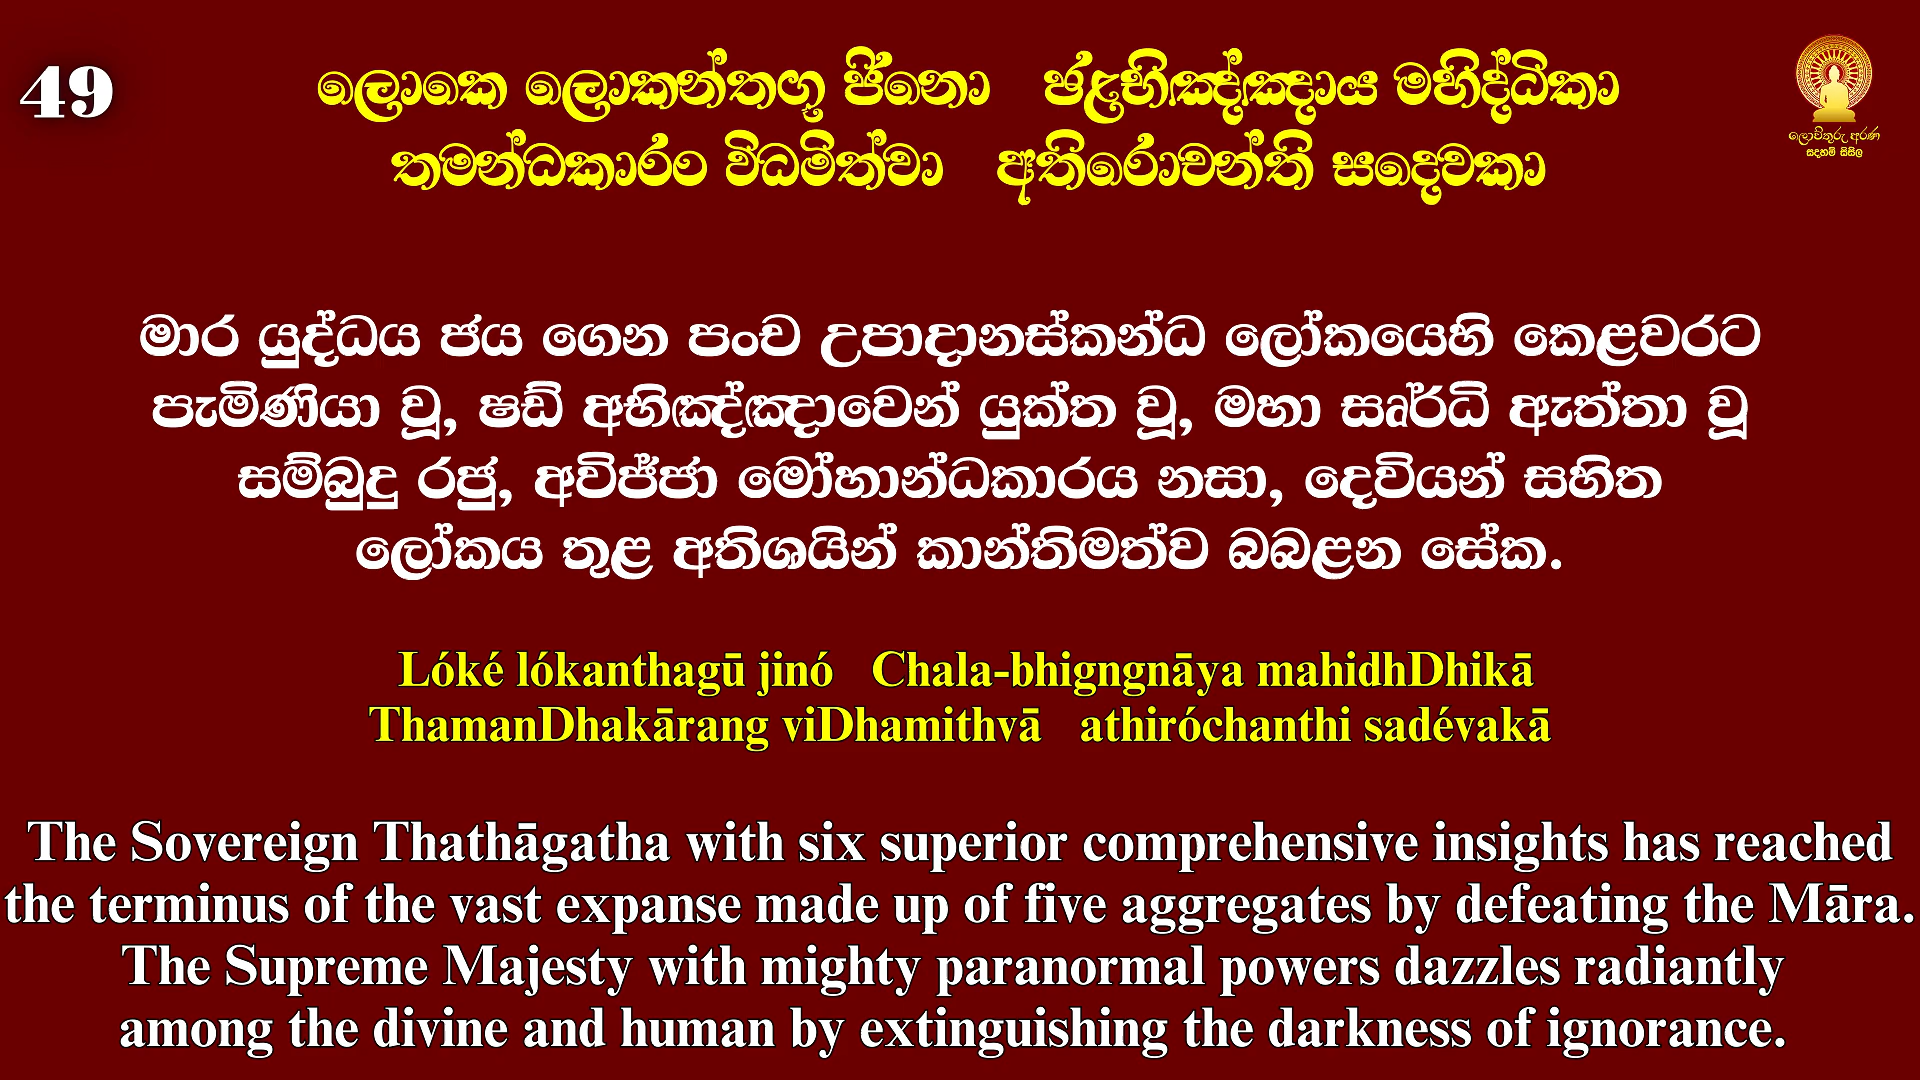 49
ලොකෙ ලොකන්තගූ ජිනො ඡළභිඤ්ඤාය මහිද්ධිකා
තමන්ධකාරං විධමිත්වා අතිරොචන්ති සදෙවකා
ලොවිතුරු අරණ
සදහම් සිසිල
මාර යුද්ධය ජය ගෙන පංච උපාදානස්කන්ධ ලෝකයෙහි කෙළවරට
පැමිණියා වූ, ෂඩ් අභිඤ්ඤාවෙන් යුක්ත වූ, මහා සෘර්ධි ඇත්තා වූ
සම්බුදු රජු, අවිජ්ජා මෝහාන්ධකාරය නසා, දෙවියන් සහිත
ලෝකය තුළ අතිශයින් කාන්තිමත්ව බබළන සේක.
Lóké lókanthagū jinó Chala-bhigngnāya mahidhDhikā
ThamanDhakārang viDhamithvā athiróchanthi sadévakā
The Sovereign Thathāgatha with six superior comprehensive insights has reached
the terminus of the vast expanse made up of five aggregates by defeating the Māra.
The Supreme Majesty with mighty paranormal powers dazzles radiantly
among the divine and human by extinguishing the darkness of ignorance.